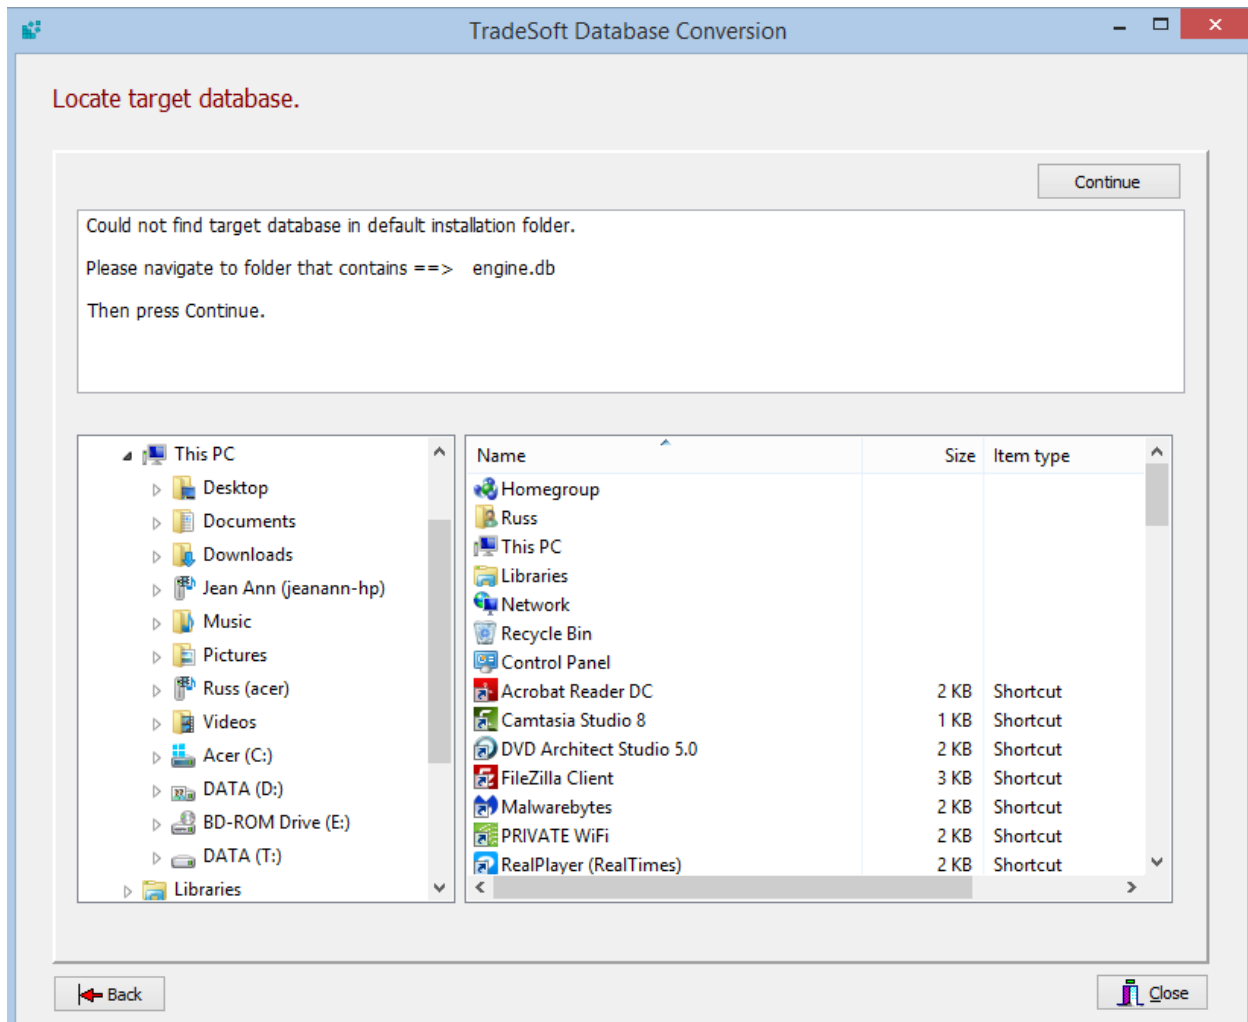 TradeSoft Database Conversion
Locate target database.
Continue
Could not find target database in default installation folder.
Please navigate to folder that contains ==> engine.db
Then press Continue.
This PC
Desktop
Documents
Downloads
Jean Ann (jeanann-hp)
Music
Pictures
Russ (acer)
Videos
Acer (C:)
DATA (D:)
BD-ROM Drive (E:)
DATA (T:)
Libraries
Name Size Item type
Homegroup
Russ
This PC
Libraries
Network
Recycle Bin
Control Panel
Acrobat Reader DC 2 KB Shortcut
Camtasia Studio 8 1 KB Shortcut
DVD Architect Studio 5.0 2 KB Shortcut
FileZilla Client 3 KB Shortcut
Malwarebytes 2 KB Shortcut
PRIVATE WiFi 2 KB Shortcut
RealPlayer (RealTimes) 2 KB Shortcut
Back
Close